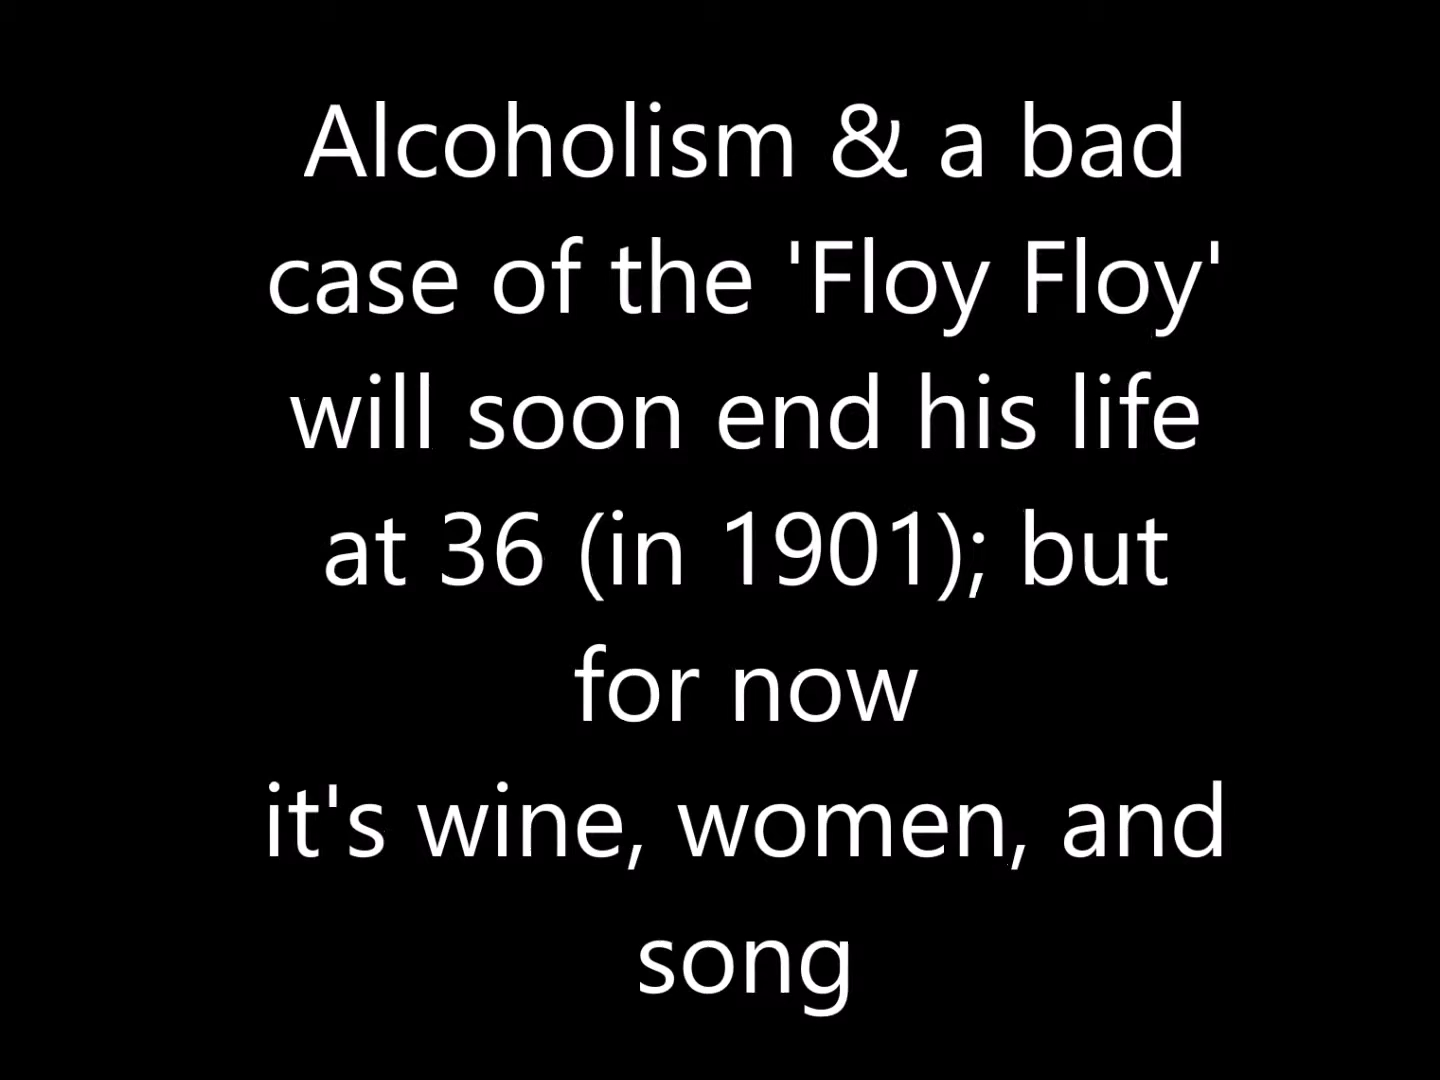 Alcoholism & a bad
case of the 'Floy Floy'
will soon end his life
at 36 (in 1901); but
for now
it's wine, women, and
song